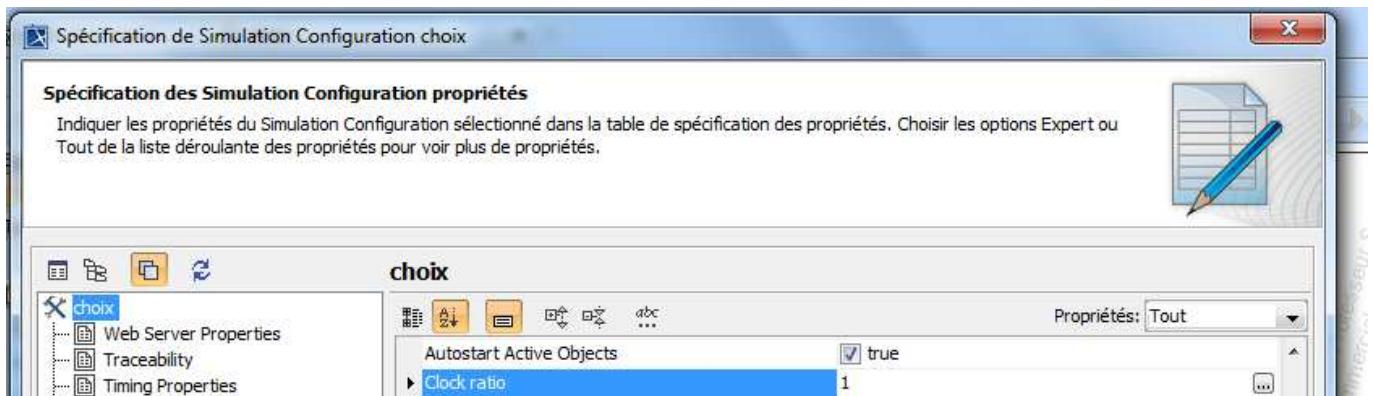 Spécification de Simulation Configuration choix
Spécification des Simulation Configuration propriétés
Indiquer les propriétés du Simulation Configuration sélectionné dans la table de spécification des propriétés. Choisir les options Expert ou
Tout de la liste déroulante des propriétés pour voir plus de propriétés.
choix
choix
Web Server Properties
Traceability
Timing Properties
Propriétés: Tout
Autostart Active Objects true
Clock ratio 1